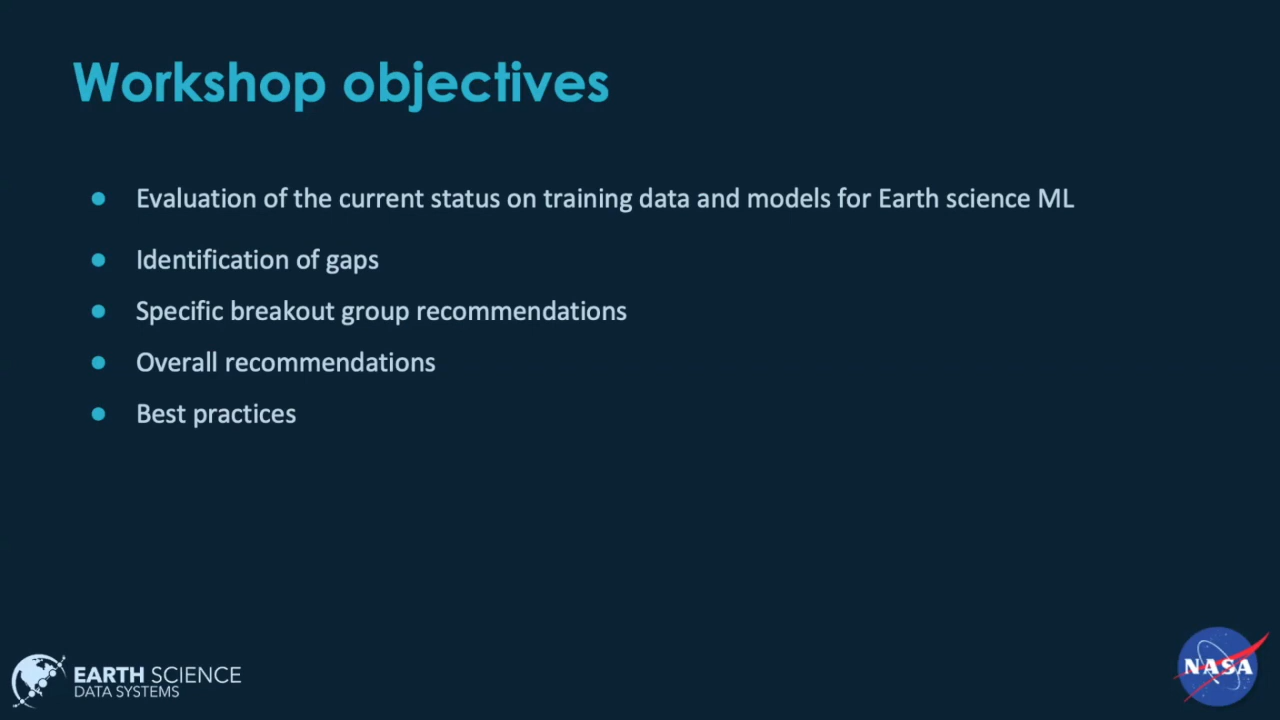 Workshop objectives
● Evaluation of the current status on training data and models for Earth science ML
● Identification of gaps
● Specific breakout group recommendations
● Overall recommendations
● Best practices
EARTH SCIENCE
DATA SYSTEMS
NASA